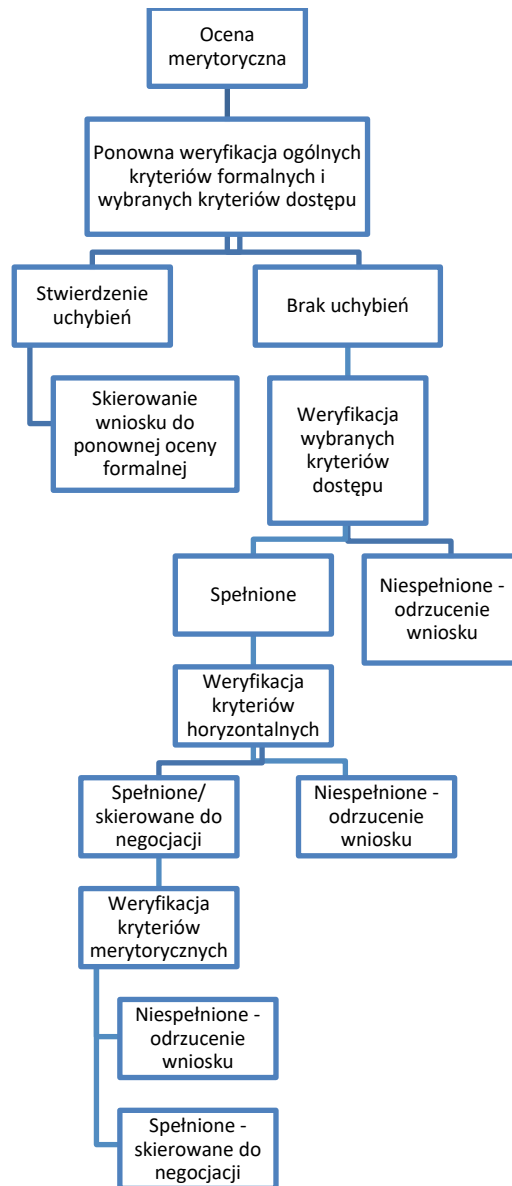 Ocena
merytoryczna
Ponowna weryfikacja ogólnych
kryteriów formalnych i
wybranych kryteriów dostępu
Stwierdzenie
uchybień
Brak uchybień
Skierowanie
wniosku do
ponownej oceny
formalnej
Weryfikacja
wybranych
kryteriów
dostępu
Spełnione
Niespełnione -
odrzucenie
wniosku
Weryfikacja
kryteriów
horyzontalnych
Spełnione/
skierowane do
negocjacji
Niespełnione -
odrzucenie
wniosku
Weryfikacja
kryteriów
merytorycznych
Niespełnione -
odrzucenie
wniosku
Spełnione -
skierowane do
negocjacji